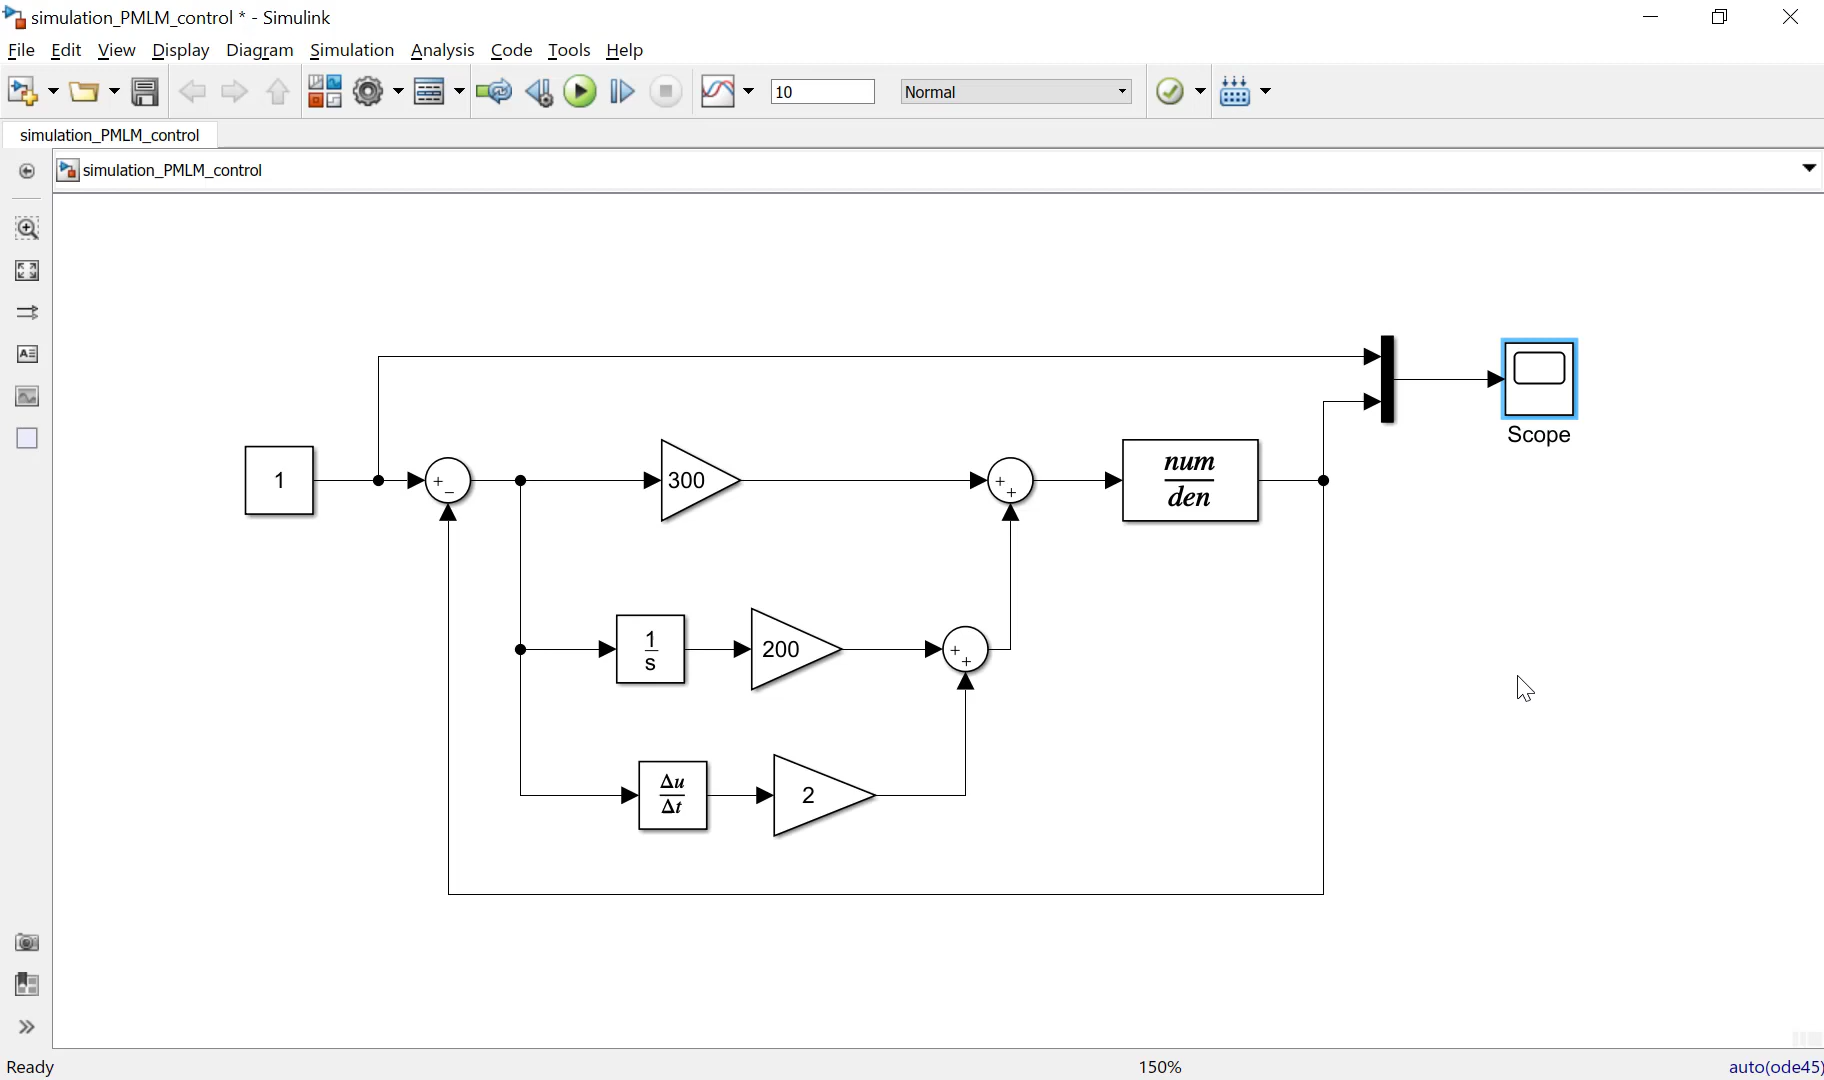 simulation_PMLM_control * - Simulink
File Edit View Display Diagram Simulation Analysis Code Tools Help
10 Normal
simulation_PMLM_control
simulation_PMLM_control
Scope
1 + − 300 + + num
den
1
s
200 + +
Δu
Δt
2
Ready 150% auto(ode45)